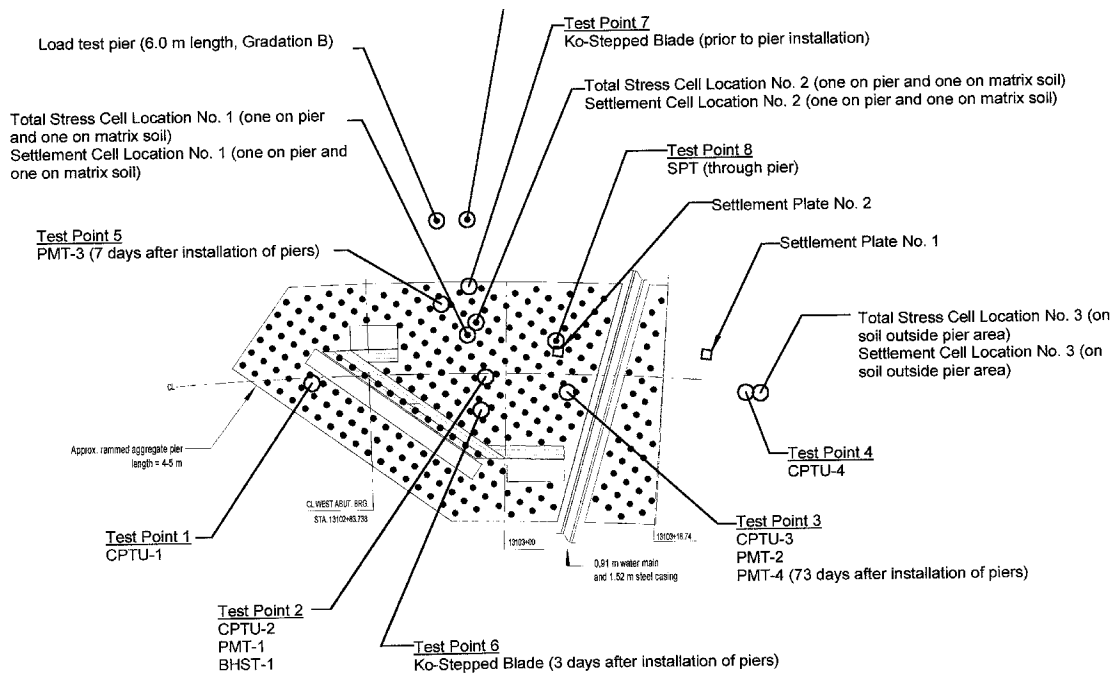 Test Point 7
Ko-Stepped Blade (prior to pier installation)
Load test pier (6.0 m length, Gradation B)
Total Stress Cell Location No. 2 (one on pier and one on matrix soil)
Settlement Cell Location No. 2 (one on pier and one on matrix soil)
Total Stress Cell Location No. 1 (one on pier
and one on matrix soil)
Settlement Cell Location No. 1 (one on pier and
one on matrix soil)
Test Point 8
SPT (through pier)
Settlement Plate No. 2
Test Point 5
PMT-3 (7 days after installation of piers)
Settlement Plate No. 1
Total Stress Cell Location No. 3 (on
soil outside pier area)
Settlement Cell Location No. 3 (on
soil outside pier area)
CL
Approx. rammed aggregate pier
length = 4-5 m
Test Point 4
CPTU-4
CL WEST ABUT. BRG.
STA. 13102+83.738
Test Point 1
CPTU-1
13103+00
13103+16.74
0.91 m water main
and 1.52 m steel casing
Test Point 3
CPTU-3
PMT-2
PMT-4 (73 days after installation of piers)
Test Point 2
CPTU-2
PMT-1
BHST-1
Test Point 6
Ko-Stepped Blade (3 days after installation of piers)